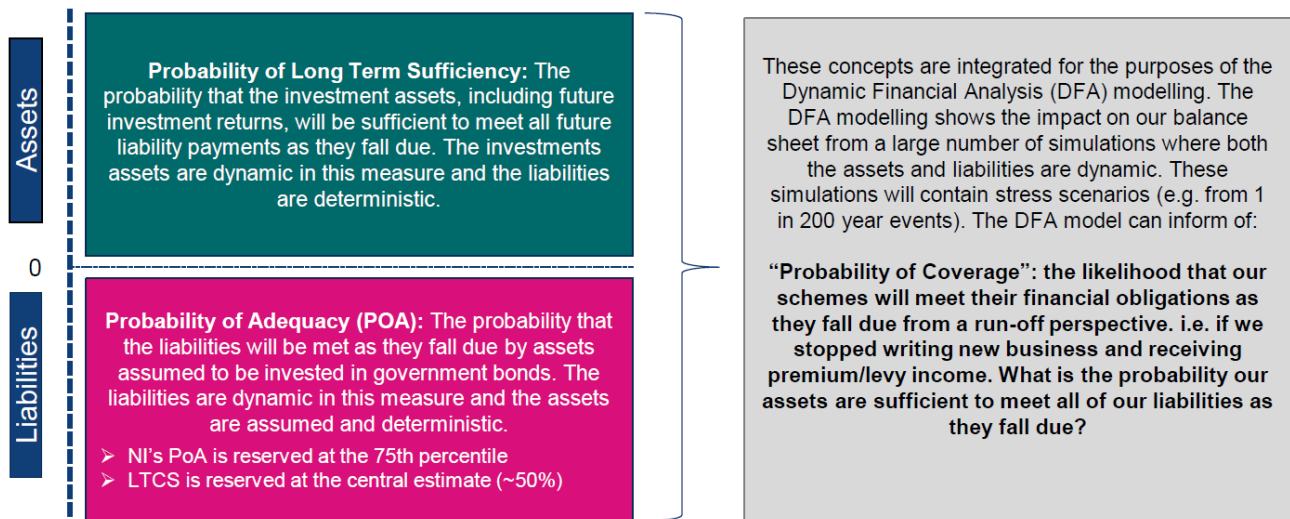 Assets
Probability of Long Term Sufficiency: The
probability that the investment assets, including future
investment returns, will be sufficient to meet all future
liability payments as they fall due. The investments
assets are dynamic in this measure and the liabilities
are deterministic.
0
Liabilities
Probability of Adequacy (POA): The probability that
the liabilities will be met as they fall due by assets
assumed to be invested in government bonds. The
liabilities are dynamic in this measure and the assets
are assumed and deterministic.
➢ NI's PoA is reserved at the 75th percentile
➢ LTCS is reserved at the central estimate (~50%)
These concepts are integrated for the purposes of the
Dynamic Financial Analysis (DFA) modelling. The
DFA modelling shows the impact on our balance
sheet from a large number of simulations where both
the assets and liabilities are dynamic. These
simulations will contain stress scenarios (e.g. from 1
in 200 year events). The DFA model can inform of:
“Probability of Coverage”: the likelihood that our
schemes will meet their financial obligations as
they fall due from a run-off perspective. i.e. if we
stopped writing new business and receiving
premium/levy income. What is the probability our
assets are sufficient to meet all of our liabilities as
they fall due?